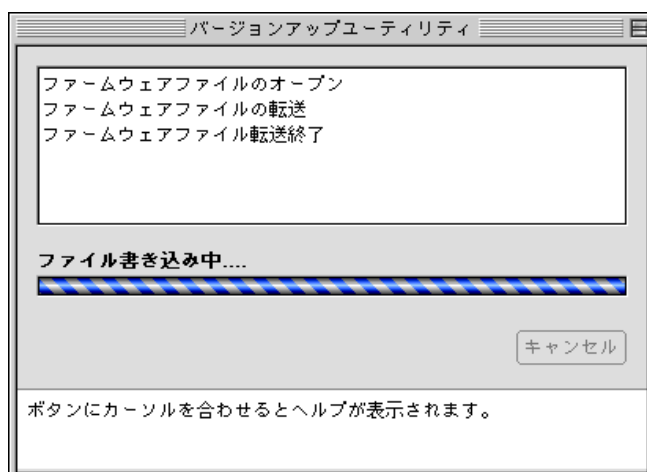 バージョンアップユーティリティ
ファームウェアファイルのオープン
ファームウェアファイルの転送
ファームウェアファイル転送終了
ファイル書き込み中....
キャンセル
ボタンにカーソルを合わせるとヘルプが表示されます。